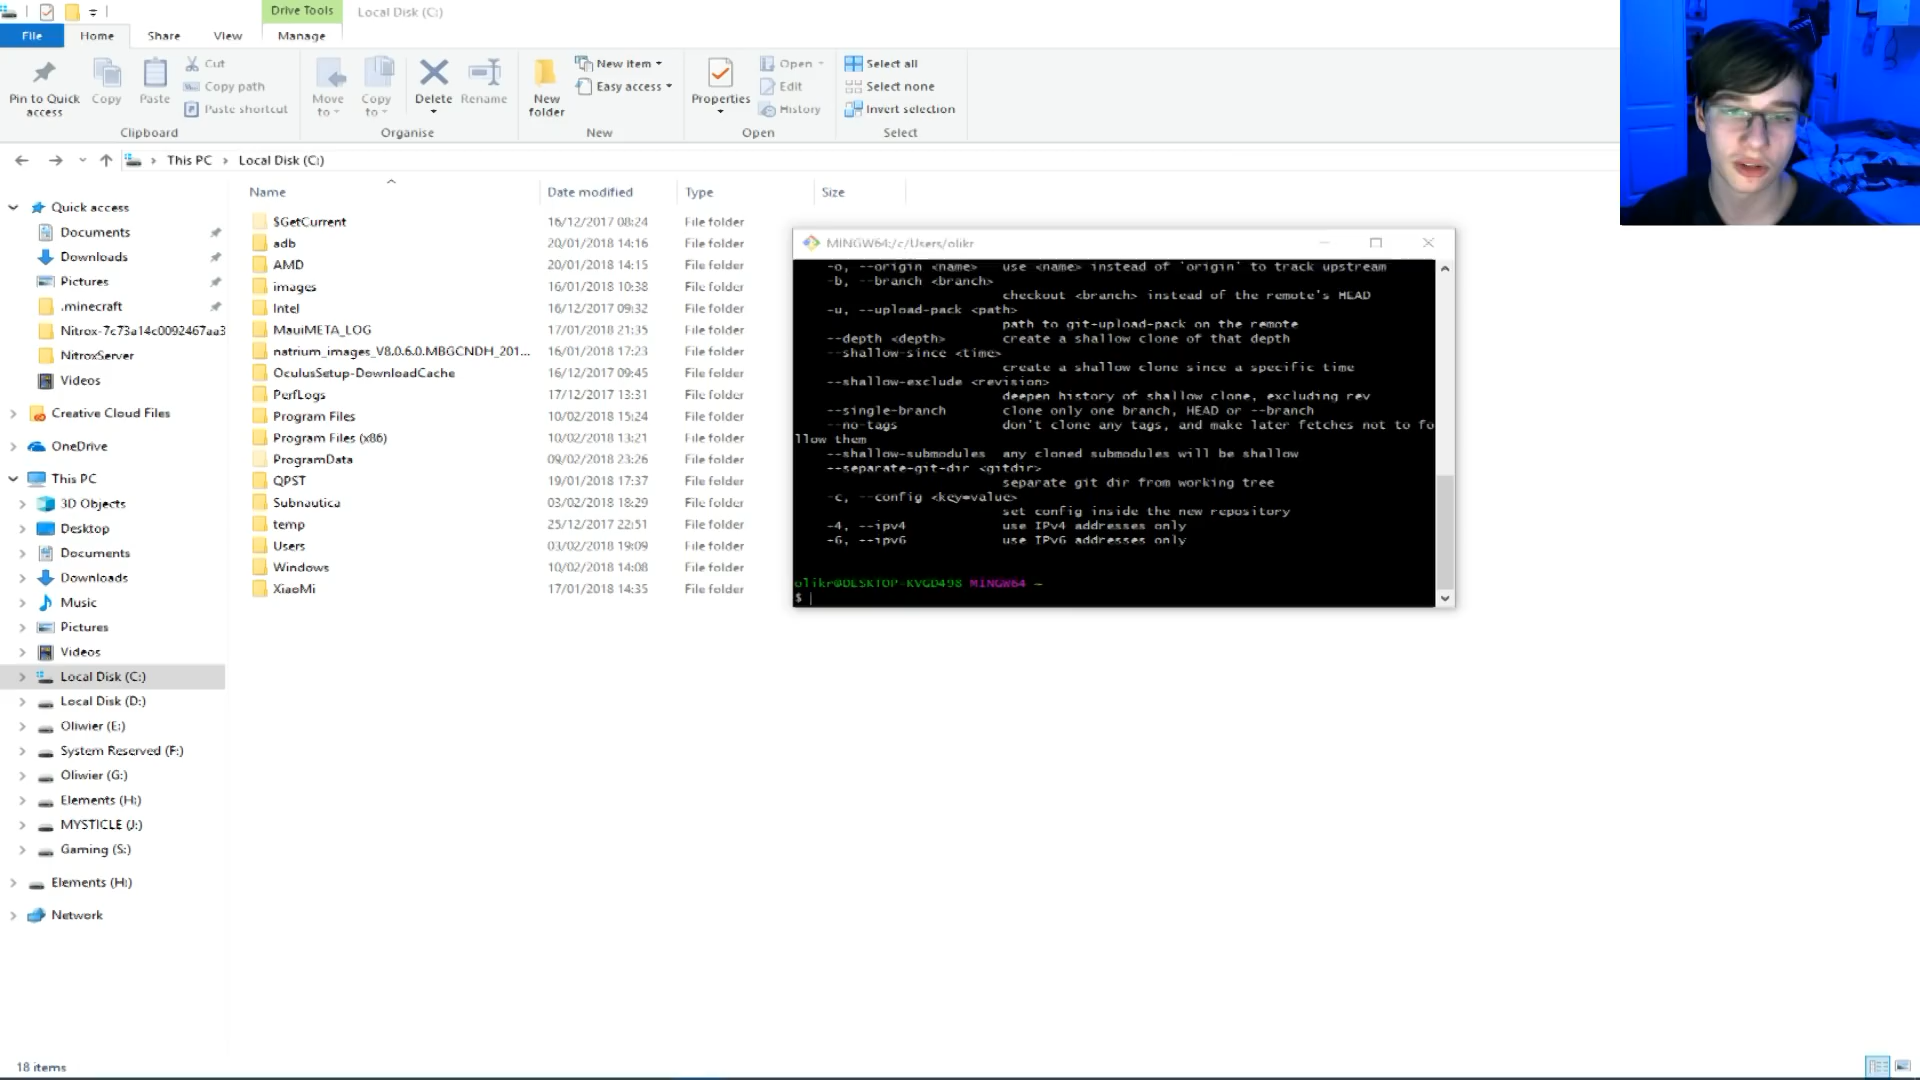 Drive Tools
Local Disk (C:)
File
Home
Share
View
Manage
Pin to Quick access
Copy
Paste
Cut
Copy path
Paste shortcut
Clipboard
Move to
Copy to
Delete
Rename
Organise
New folder
New item
Easy access
New
Properties
Open
Edit
History
Open
Select all
Select none
Invert selection
Select
This PC
Local Disk (C:)
Name
Date modified
Type
Size
Quick access
Documents
Downloads
Pictures
.minecraft
Nitrox-7c73a14c0092467aa3
NitroxServer
Videos
Creative Cloud Files
OneDrive
This PC
3D Objects
Desktop
Documents
Downloads
Music
Pictures
Videos
Local Disk (C:)
Local Disk (D:)
Oliwier (E:)
System Reserved (F:)
Oliwier (G:)
Elements (H:)
MYSTICLE (J:)
Gaming (S:)
Elements (H:)
Network
$GetCurrent 16/12/2017 08:24 File folder
adb 20/01/2018 14:16 File folder
AMD 20/01/2018 14:15 File folder
images 16/01/2018 10:38 File folder
Intel 16/12/2017 09:32 File folder
MauiMETA_LOG 17/01/2018 21:35 File folder
natrium_images_V8.0.6.0.MBGCNDH_201... 16/01/2018 17:23 File folder
OculusSetup-DownloadCache 16/12/2017 09:45 File folder
PerfLogs 17/12/2017 13:31 File folder
Program Files 10/02/2018 15:24 File folder
Program Files (x86) 10/02/2018 13:21 File folder
ProgramData 09/02/2018 23:26 File folder
QPST 19/01/2018 17:37 File folder
Subnautica 03/02/2018 18:29 File folder
temp 25/12/2017 22:51 File folder
Users 03/02/2018 19:09 File folder
Windows 10/02/2018 14:08 File folder
XiaoMi 17/01/2018 14:35 File folder
MINGW64:/c/Users/olikr
-o, --origin <name> use <name> instead of 'origin' to track upstream
-b, --branch <branch>
checkout <branch> instead of the remote's HEAD
-u, --upload-pack <path>
path to git-upload-pack on the remote
--depth <depth> create a shallow clone of that depth
--shallow-since <time>
create a shallow clone since a specific time
--shallow-exclude <revision>
deepen history of shallow clone, excluding rev
--single-branch clone only one branch, HEAD or --branch
--no-tags don't clone any tags, and make later fetches not to fo
llow them
--shallow-submodules any cloned submodules will be shallow
--separate-git-dir <gitdir>
separate git dir from working tree
-c, --config <key=value>
set config inside the new repository
-4, --ipv4 use IPv4 addresses only
-6, --ipv6 use IPv6 addresses only
olikr@DESKTOP-KVGD498 MINGW64 ~
$
18 items